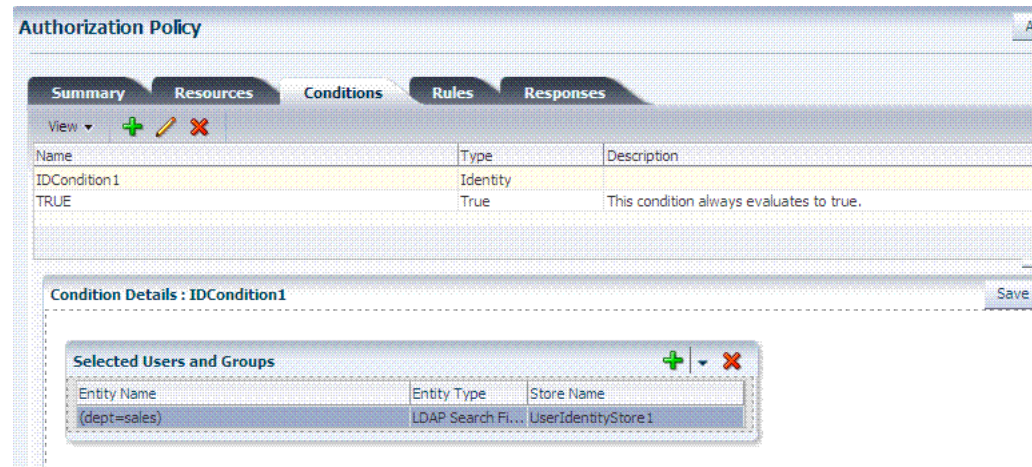 Authorization Policy
Summary Resources Conditions Rules Responses
View
Name Type Description
IDCondition1 Identity
TRUE True This condition always evaluates to true.
Condition Details : IDCondition1 Save
Selected Users and Groups
Entity Name Entity Type Store Name
(dept=sales) LDAP Search Fi... UserIdentityStore1